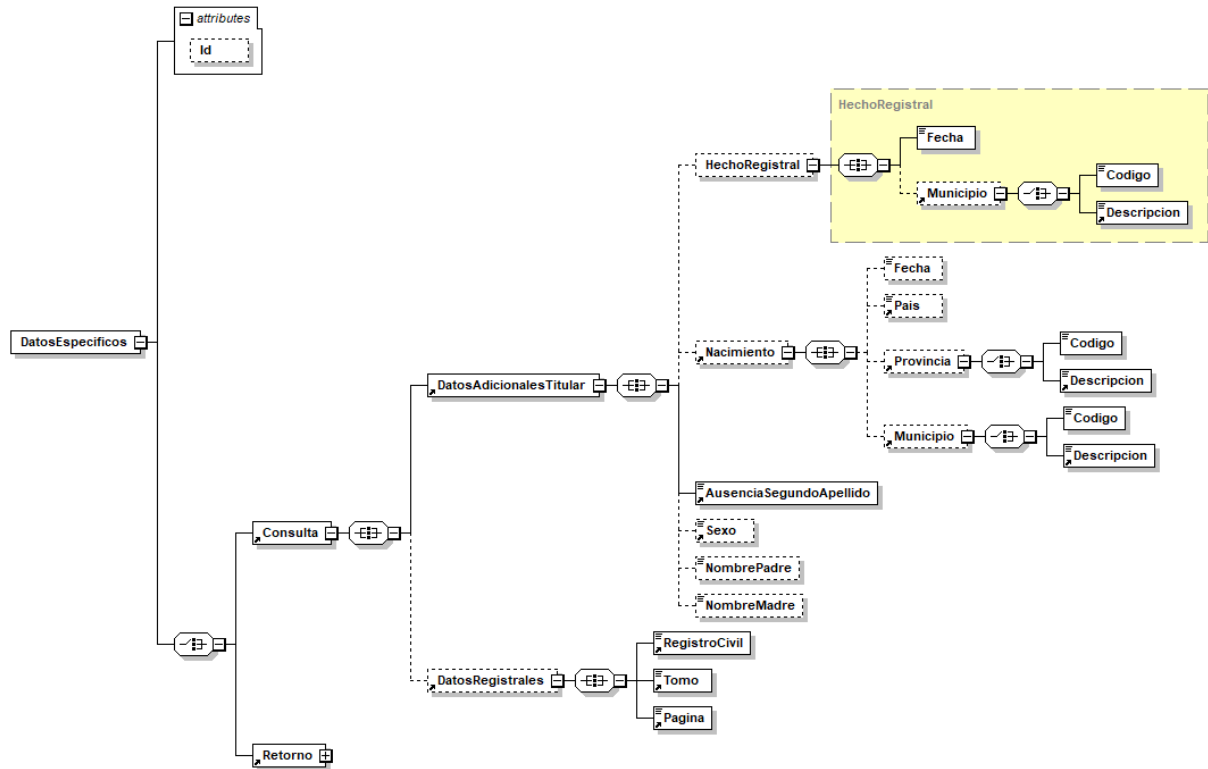 attributes
Id
HechoRegistral
Fecha
HechoRegistral
Codigo
Municipio
Descripcion
Fecha
Pais
DatosEspecificos
Codigo
Nacimiento
Provincia
Descripcion
DatosAdicionalesTitular
Codigo
Municipio
Descripcion
AusenciaSegundoApellido
Consulta
Sexo
NombrePadre
NombreMadre
RegistroCivil
DatosRegistrales
Tomo
Pagina
Retorno